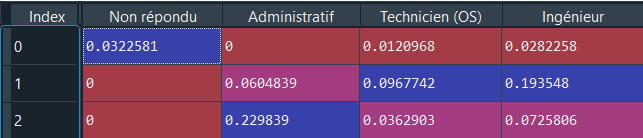 Index Non répondu Administratif Technicien (OS) Ingénieur
0 0.0322581 0 0.0120968 0.0282258
1 0 0.0604839 0.0967742 0.193548
2 0 0.229839 0.0362903 0.0725806